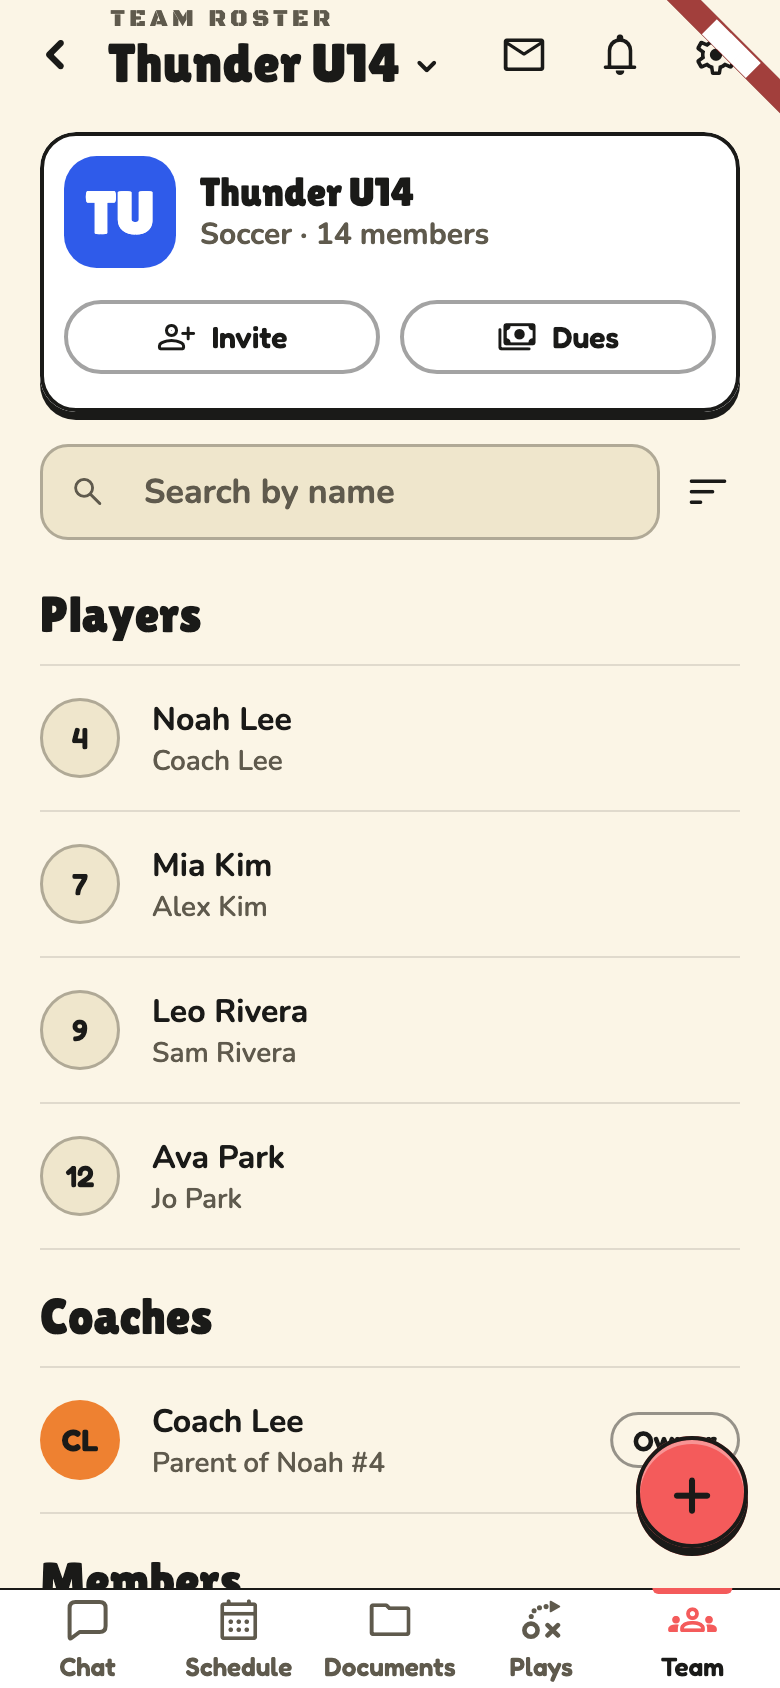 TEAM ROSTER
Thunder U14
TU
Thunder U14
Soccer · 14 members
Invite
Dues
Search by name
Players
4
Noah Lee
Coach Lee
7
Mia Kim
Alex Kim
9
Leo Rivera
Sam Rivera
12
Ava Park
Jo Park
Coaches
CL
Coach Lee
Parent of Noah #4
Members
Chat
Schedule
Documents
Plays
Team